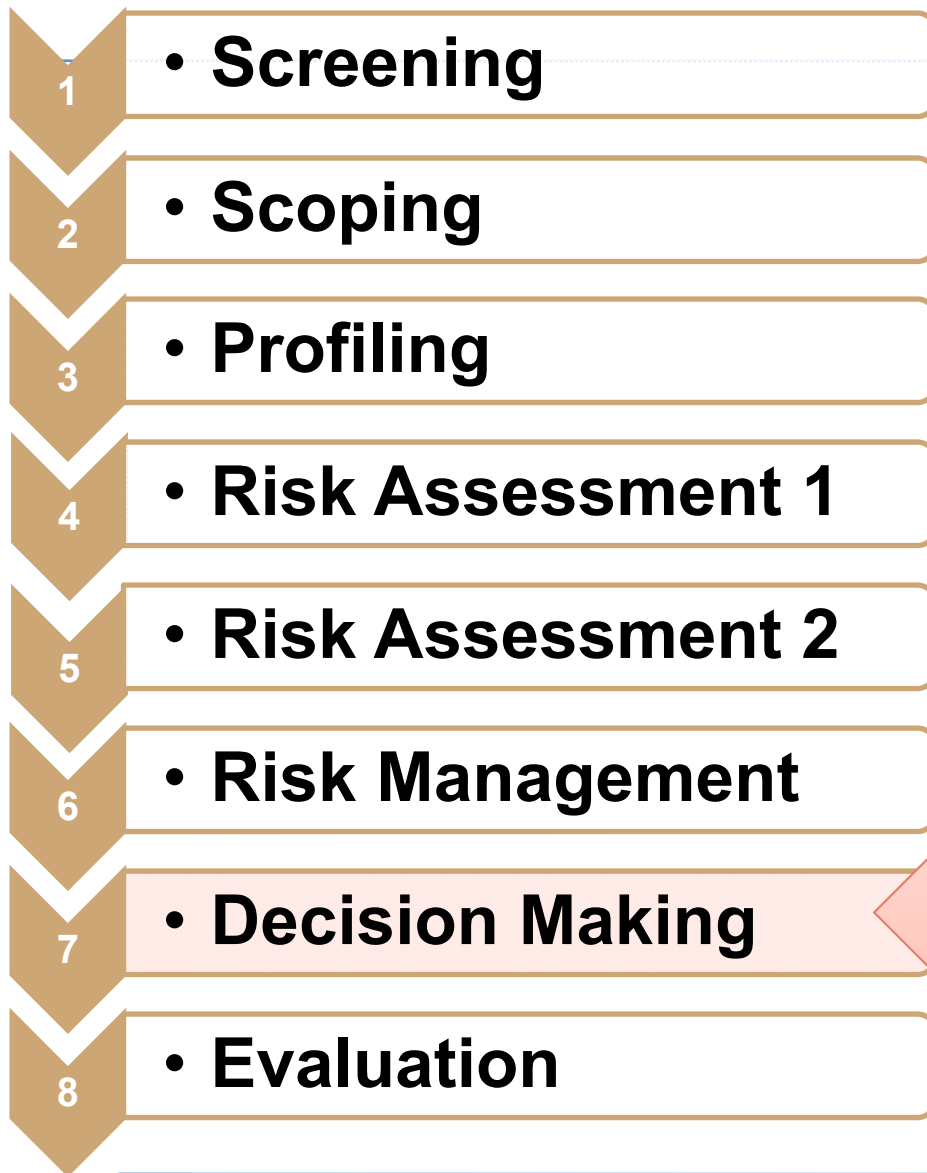 1
• Screening
2
• Scoping
3
• Profiling
4
• Risk Assessment 1
5
• Risk Assessment 2
6
• Risk Management
7
• Decision Making
8
• Evaluation